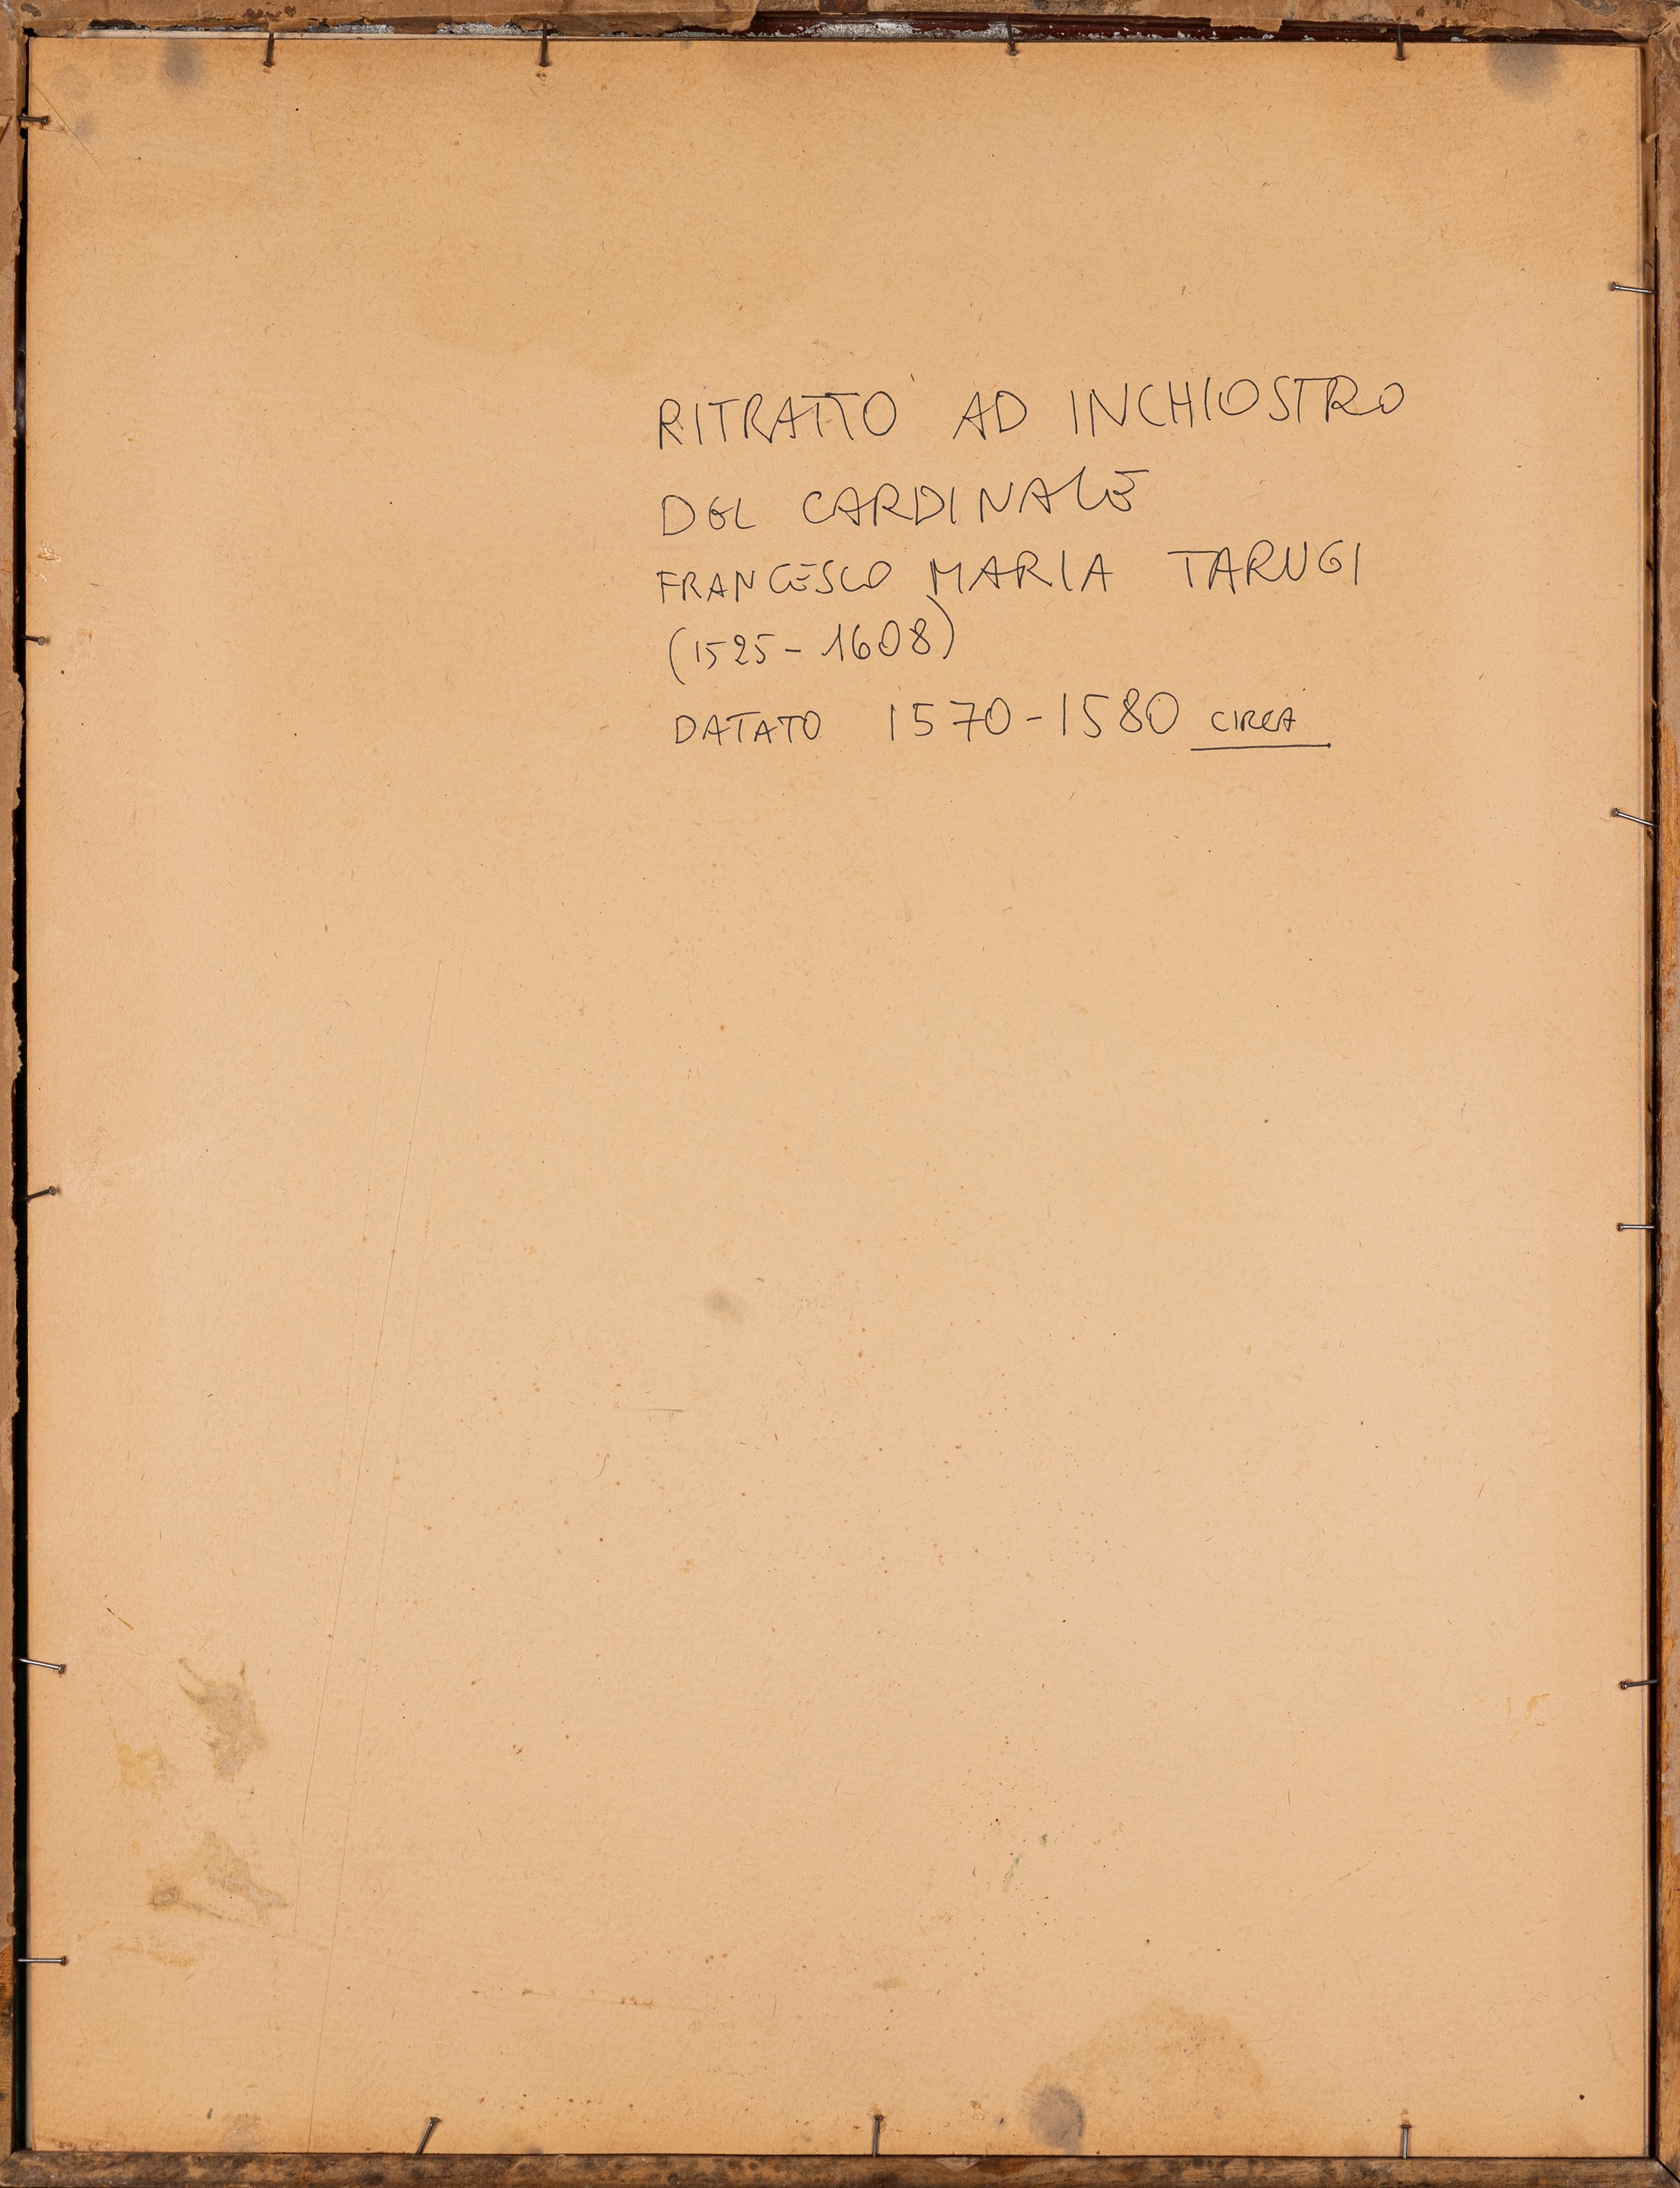 RITRATTO AD INCHIOSTRO
DEL CARDINALE
FRANCESCO MARIA TARUGI
(1525-1608)
DATATO 1570-1580 CIRCA